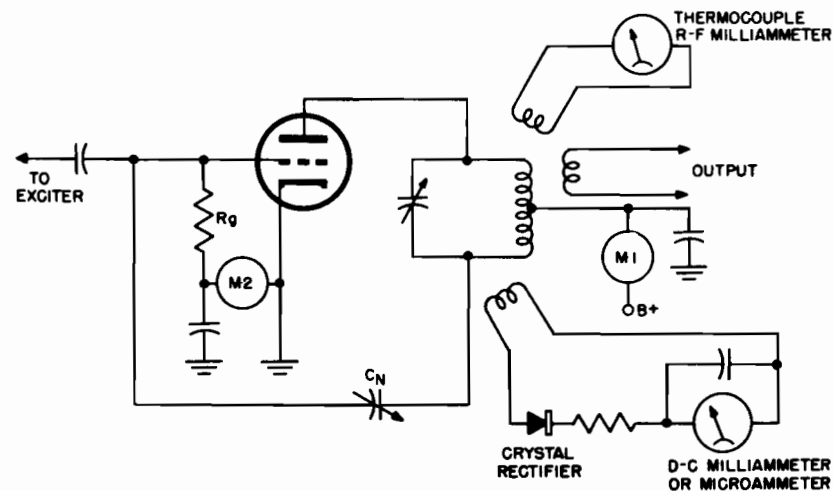 THERMOCOUPLE
R-F MILLIAMMETER
TO
EXCITER
Rg
M2
OUTPUT
M1
B+
CN
CRYSTAL
RECTIFIER
D-C MILLIAMMETER
OR MICROAMMETER